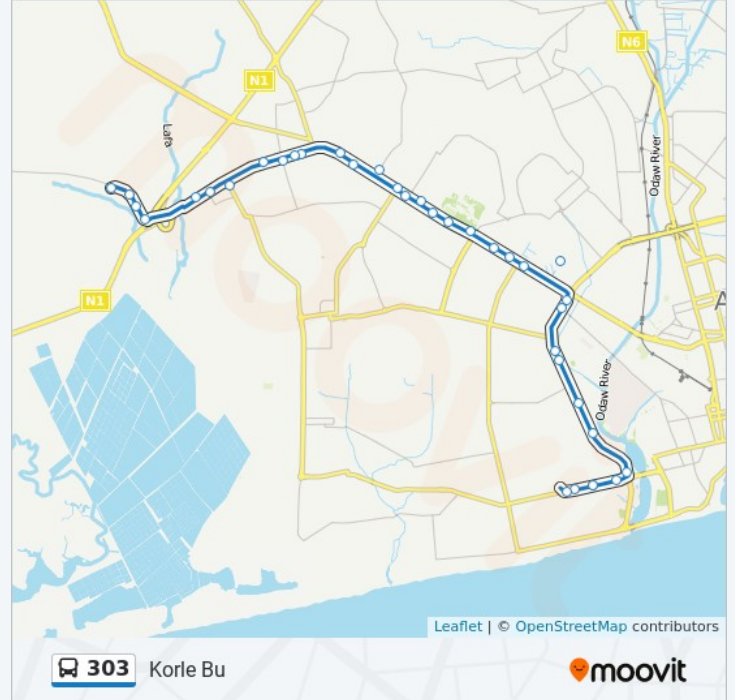 N6
N1
Lafa
Odaw River
N1
A
Odaw River
Leaflet | © OpenStreetMap contributors
303 Korle Bu
moovit